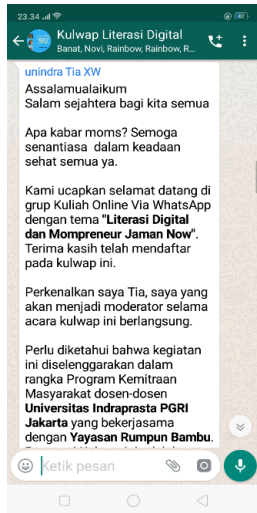 23.34
87
Kulwap Literasi Digital
Banat, Novi, Rainbow, Rainbow, R...
unindra Tia XW
Assalamualaikum
Salam sejahtera bagi kita semua
Apa kabar moms? Semoga
senantiasa dalam keadaan
sehat semua ya.
Kami ucapkan selamat datang di
grup Kuliah Online Via WhatsApp
dengan tema "Literasi Digital
dan Mompreneur Jaman Now".
Terima kasih telah mendaftar
pada kulwap ini.
Perkenalkan saya Tia, saya yang
akan menjadi moderator selama
acara kulwap ini berlangsung.
Perlu diketahui bahwa kegiatan
ini diselenggarakan dalam
rangka Program Kemitraan
Masyarakat dosen-dosen
Universitas Indraprasta PGRI
Jakarta yang bekerjasama
dengan Yayasan Rumpun Bambu.
Ketik pesan